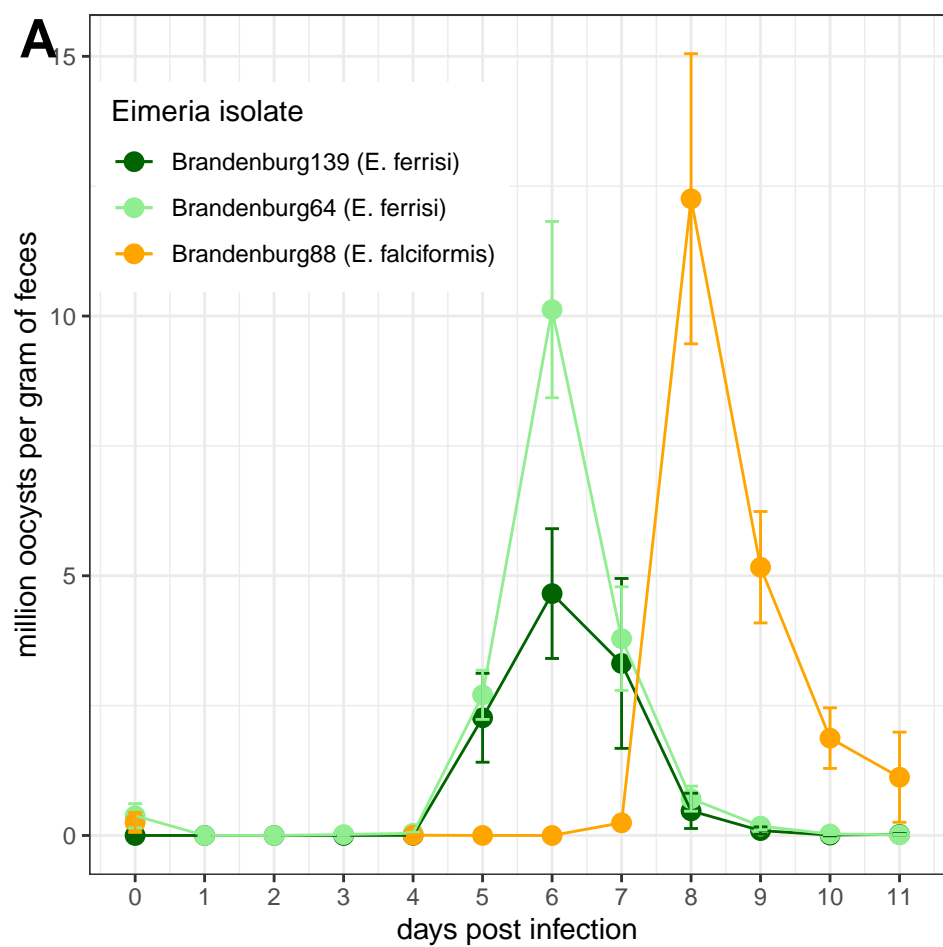 A
15
Eimeria isolate
Brandenburg139 (E. ferrisi)
Brandenburg64 (E. ferrisi)
Brandenburg88 (E. falciformis)
10
5
0
million oocysts per gram of feces
0 1 2 3 4 5 6 7 8 9 10 11
days post infection